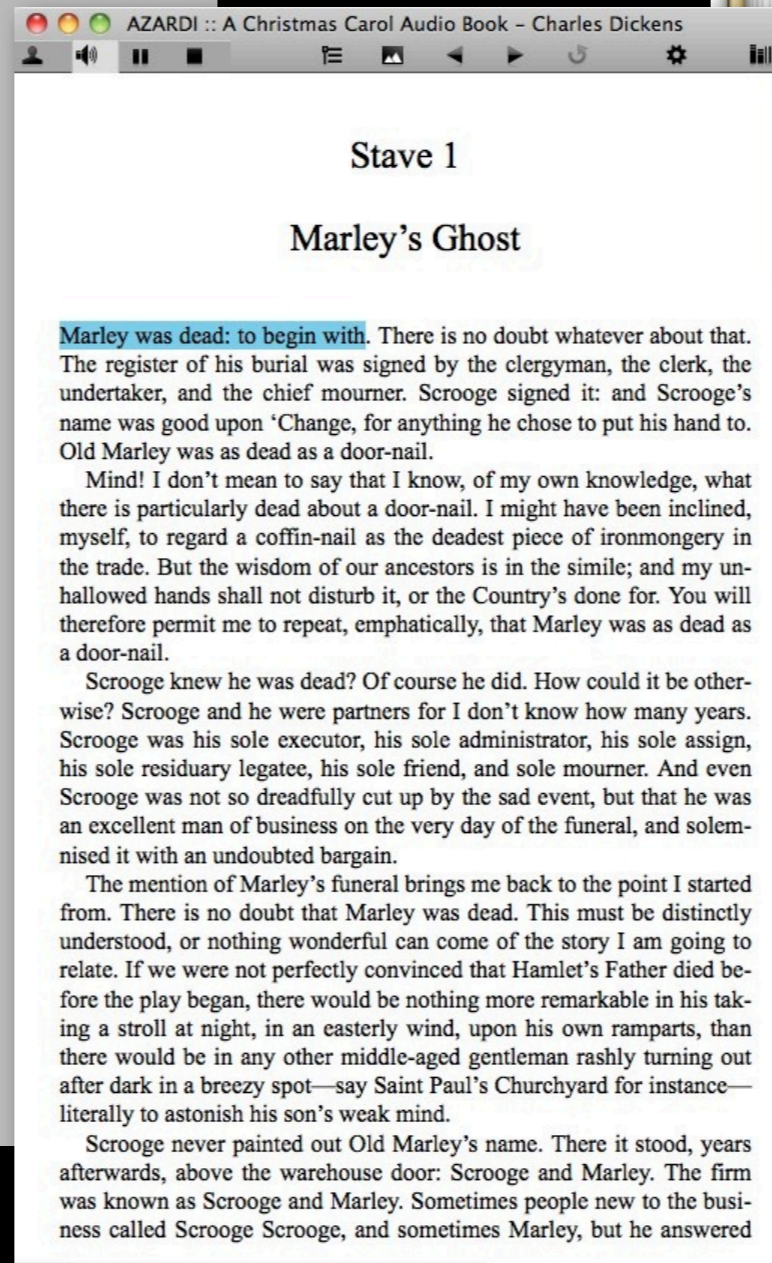 AZARDI :: A Christmas Carol Audio Book – Charles Dickens
Stave 1
Marley’s Ghost
Marley was dead: to begin with. There is no doubt whatever about that.
The register of his burial was signed by the clergyman, the clerk, the
undertaker, and the chief mourner. Scrooge signed it: and Scrooge’s
name was good upon ‘Change, for anything he chose to put his hand to.
Old Marley was as dead as a door-nail.
Mind! I don’t mean to say that I know, of my own knowledge, what
there is particularly dead about a door-nail. I might have been inclined,
myself, to regard a coffin-nail as the deadest piece of ironmongery in
the trade. But the wisdom of our ancestors is in the simile; and my un-
hallowed hands shall not disturb it, or the Country’s done for. You will
therefore permit me to repeat, emphatically, that Marley was as dead as
a door-nail.
Scrooge knew he was dead? Of course he did. How could it be other-
wise? Scrooge and he were partners for I don’t know how many years.
Scrooge was his sole executor, his sole administrator, his sole assign,
his sole residuary legatee, his sole friend, and sole mourner. And even
Scrooge was not so dreadfully cut up by the sad event, but that he was
an excellent man of business on the very day of the funeral, and solem-
nised it with an undoubted bargain.
The mention of Marley’s funeral brings me back to the point I started
from. There is no doubt that Marley was dead. This must be distinctly
understood, or nothing wonderful can come of the story I am going to
relate. If we were not perfectly convinced that Hamlet’s Father died be-
fore the play began, there would be nothing more remarkable in his tak-
ing a stroll at night, in an easterly wind, upon his own ramparts, than
there would be in any other middle-aged gentleman rashly turning out
after dark in a breezy spot—say Saint Paul’s Churchyard for instance—
literally to astonish his son’s weak mind.
Scrooge never painted out Old Marley’s name. There it stood, years
afterwards, above the warehouse door: Scrooge and Marley. The firm
was known as Scrooge and Marley. Sometimes people new to the busi-
ness called Scrooge Scrooge, and sometimes Marley, but he answered